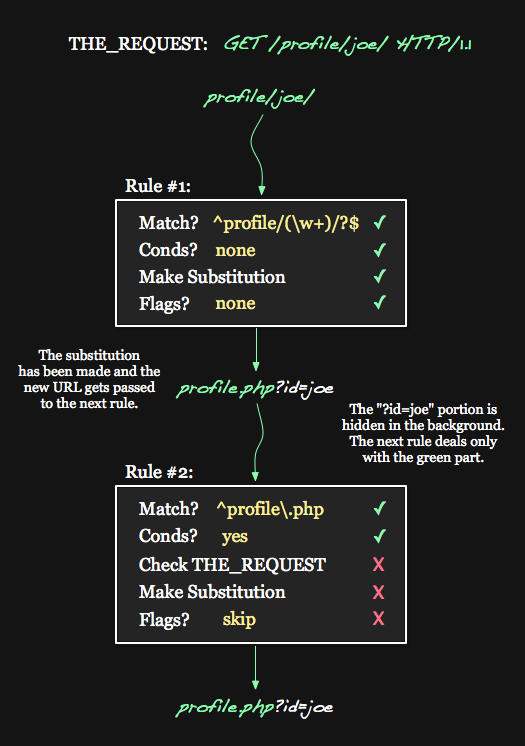 THE_REQUEST: GET /profile/joe/ HTTP/1.1
profile/joe/
Rule #1:
Match? ^profile/(\w+)/?$ ✓
Conds? none ✓
Make Substitution ✓
Flags? none ✓
The substitution
has been made and the
new URL gets passed
to the next rule.
profile.php?id=joe
The "?id=joe" portion is
hidden in the background.
The next rule deals only
with the green part.
Rule #2:
Match? ^profile\.php ✓
Conds? yes ✓
Check THE_REQUEST X
Make Substitution X
Flags? skip X
profile.php?id=joe